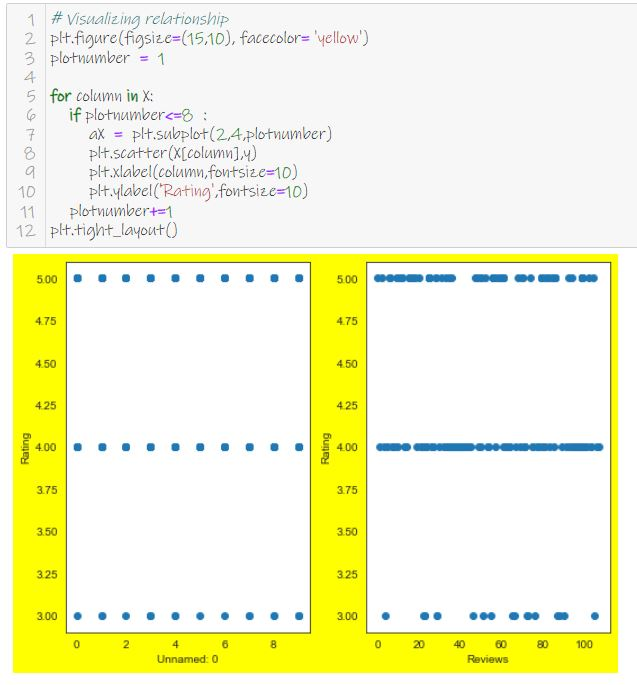 1 # Visualizing relationship
2 plt.figure(figsize=(15,10), facecolor= 'yellow')
3 plotnumber = 1
4
5 for column in X:
6 if plotnumber<=8 :
7 aX = plt.subplot(2,4,plotnumber)
8 plt.scatter(X[column],y)
9 plt.xlabel(column,fontsize=10)
10 plt.ylabel('Rating',fontsize=10)
11 plotnumber+=1
12 plt.tight_layout()
5.00 5.00
4.75 4.75
4.50 4.50
4.25 4.25
Rating 4.00 Rating 4.00
3.75 3.75
3.50 3.50
3.25 3.25
3.00 3.00
0 2 4 6 8 0 20 40 60 80 100
Unnamed: 0 Reviews